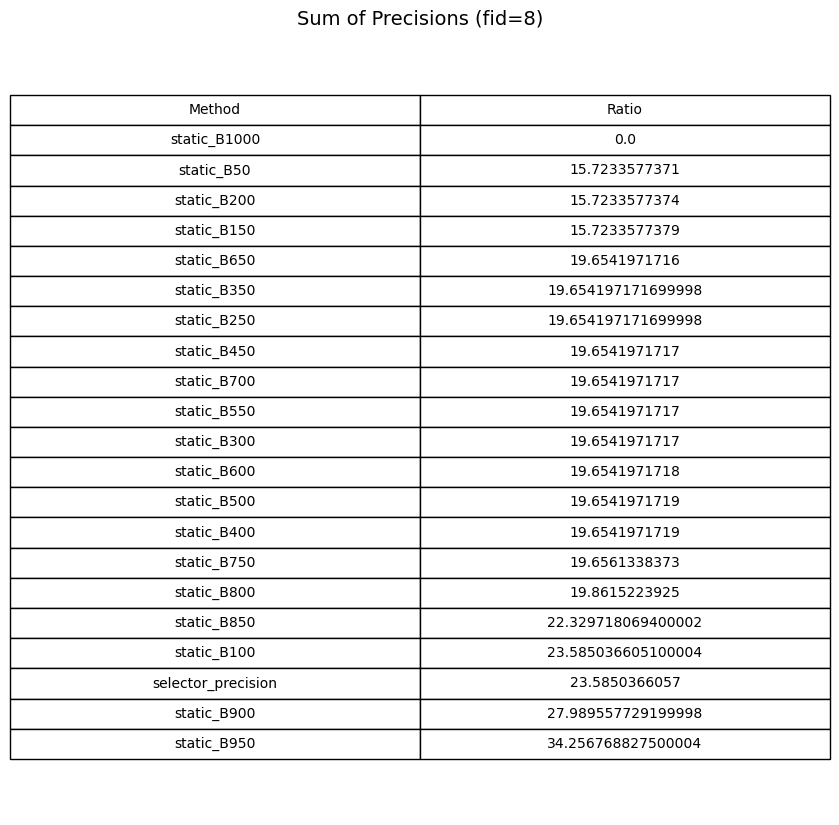 Sum of Precisions (fid=8)
Method Ratio
static_B1000 0.0
static_B50 15.7233577371
static_B200 15.7233577374
static_B150 15.7233577379
static_B650 19.6541971716
static_B350 19.654197171699998
static_B250 19.654197171699998
static_B450 19.6541971717
static_B700 19.6541971717
static_B550 19.6541971717
static_B300 19.6541971717
static_B600 19.6541971718
static_B500 19.6541971719
static_B400 19.6541971719
static_B750 19.6561338373
static_B800 19.8615223925
static_B850 22.329718069400002
static_B100 23.585036605100004
selector_precision 23.5850366057
static_B900 27.989557729199998
static_B950 34.256768827500004